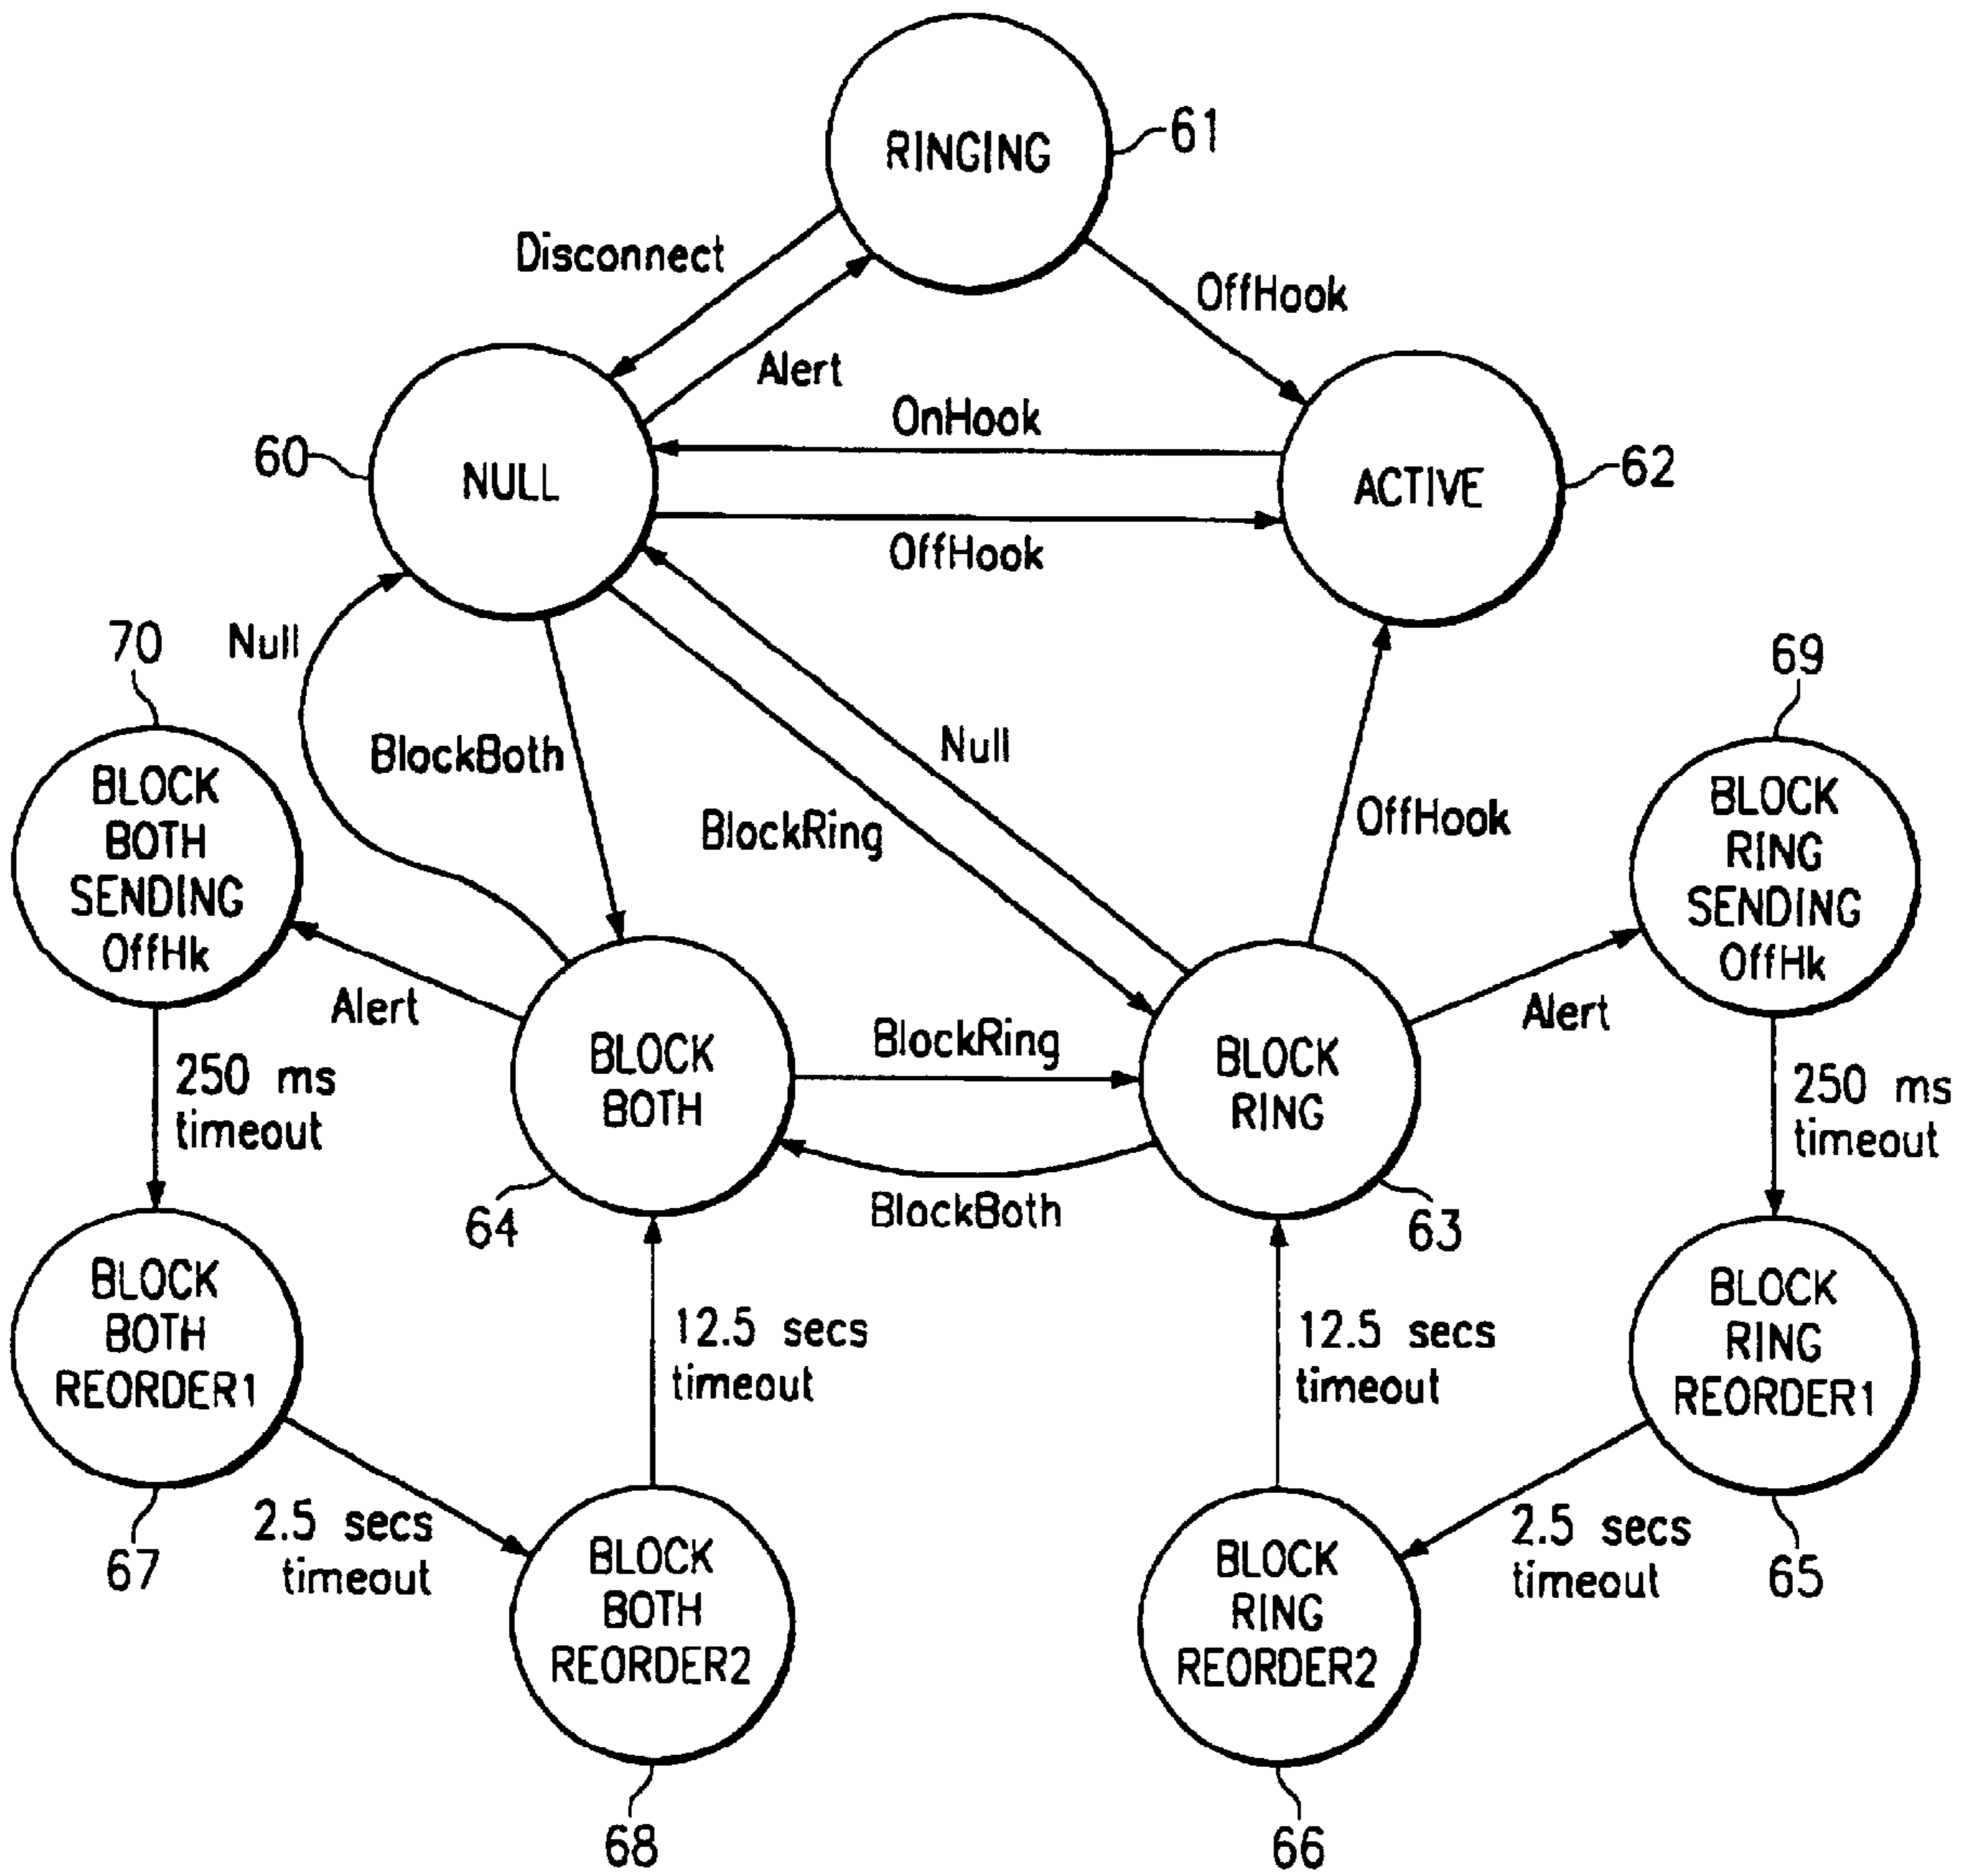 RINGING
61
Disconnect
OffHook
Alert
OnHook
60
NULL
ACTIVE
62
OffHook
70
Null
69
BLOCK
BOTH
SENDING
OffHk
BlockBoth
Null
BlockRing
OffHook
BLOCK
RING
SENDING
OffHk
Alert
Alert
250 ms
timeout
BLOCK
BOTH
BlockRing
BLOCK
RING
250 ms
timeout
64
BlockBoth
63
BLOCK
BOTH
REORDER1
12.5 secs
timeout
12.5 secs
timeout
BLOCK
RING
REORDER1
67
2.5 secs
timeout
BLOCK
BOTH
REORDER2
BLOCK
RING
REORDER2
2.5 secs
timeout
65
68
66